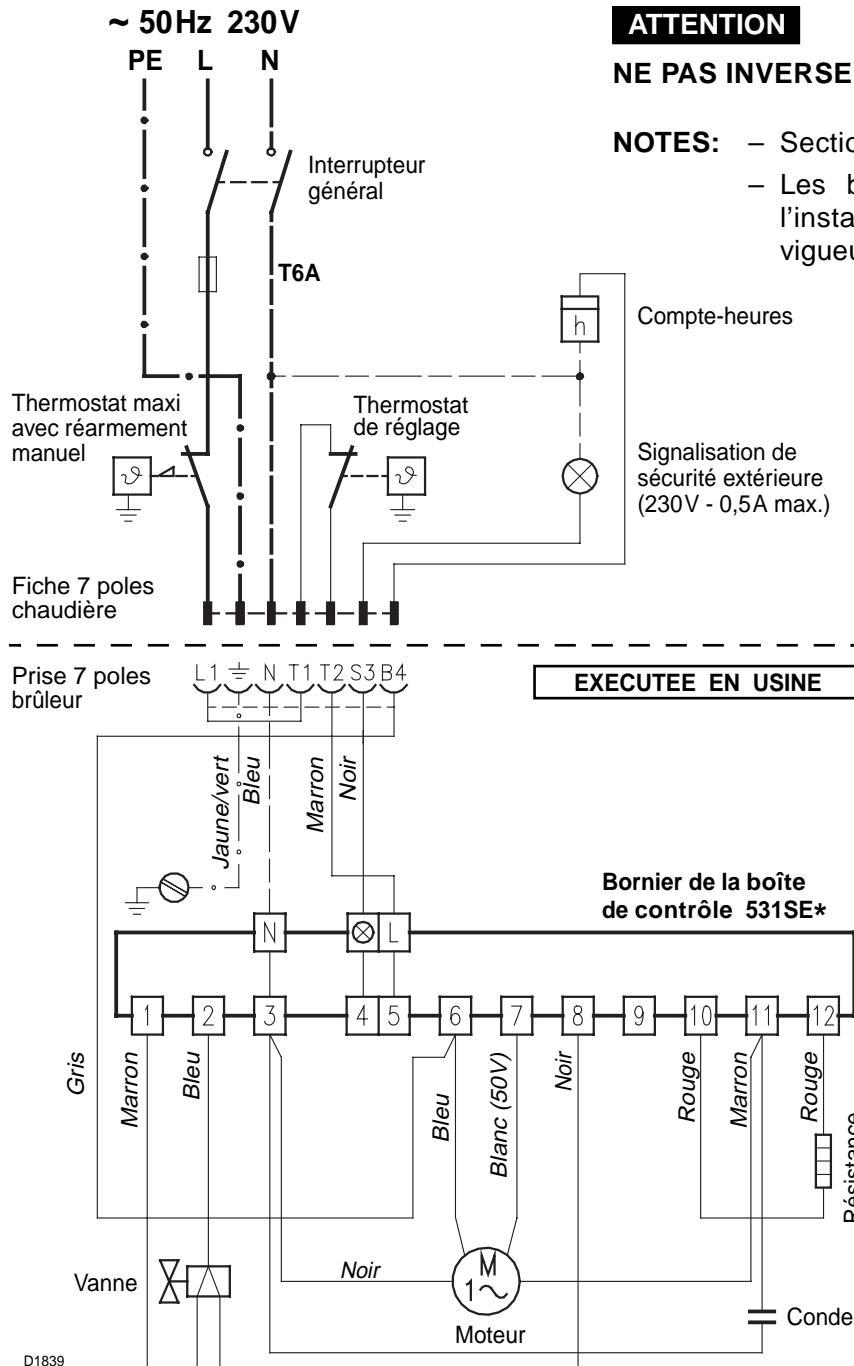 ~ 50Hz 230V
PE L N
ATTENTION
NE PAS INVERSE
NOTES: – Sectio
– Les b
l'insta
vigueu
Interrupteur
général
T6A
h
Compte-heures
Thermostat maxi
avec réarmement
manuel
Thermostat
de réglage
Signalisation de
sécurité extérieure
(230V - 0,5A max.)
ϑ
ϑ
Fiche 7 poles
chaudière
Prise 7 poles
brûleur
L1 N T1 T2 S3 B4
EXECUTEE EN USINE
Jaune/vert
Bleu
Marron
Noir
Bornier de la boîte
de contrôle 531SE*
N L
1 2 3 4 5 6 7 8 9 10 11 12
Gris
Marron
Bleu
Bleu
Blanc (50V)
Noir
Rouge
Marron
Rouge
Résistance
Vanne
Noir
M
1~
Moteur
Conde
D1839